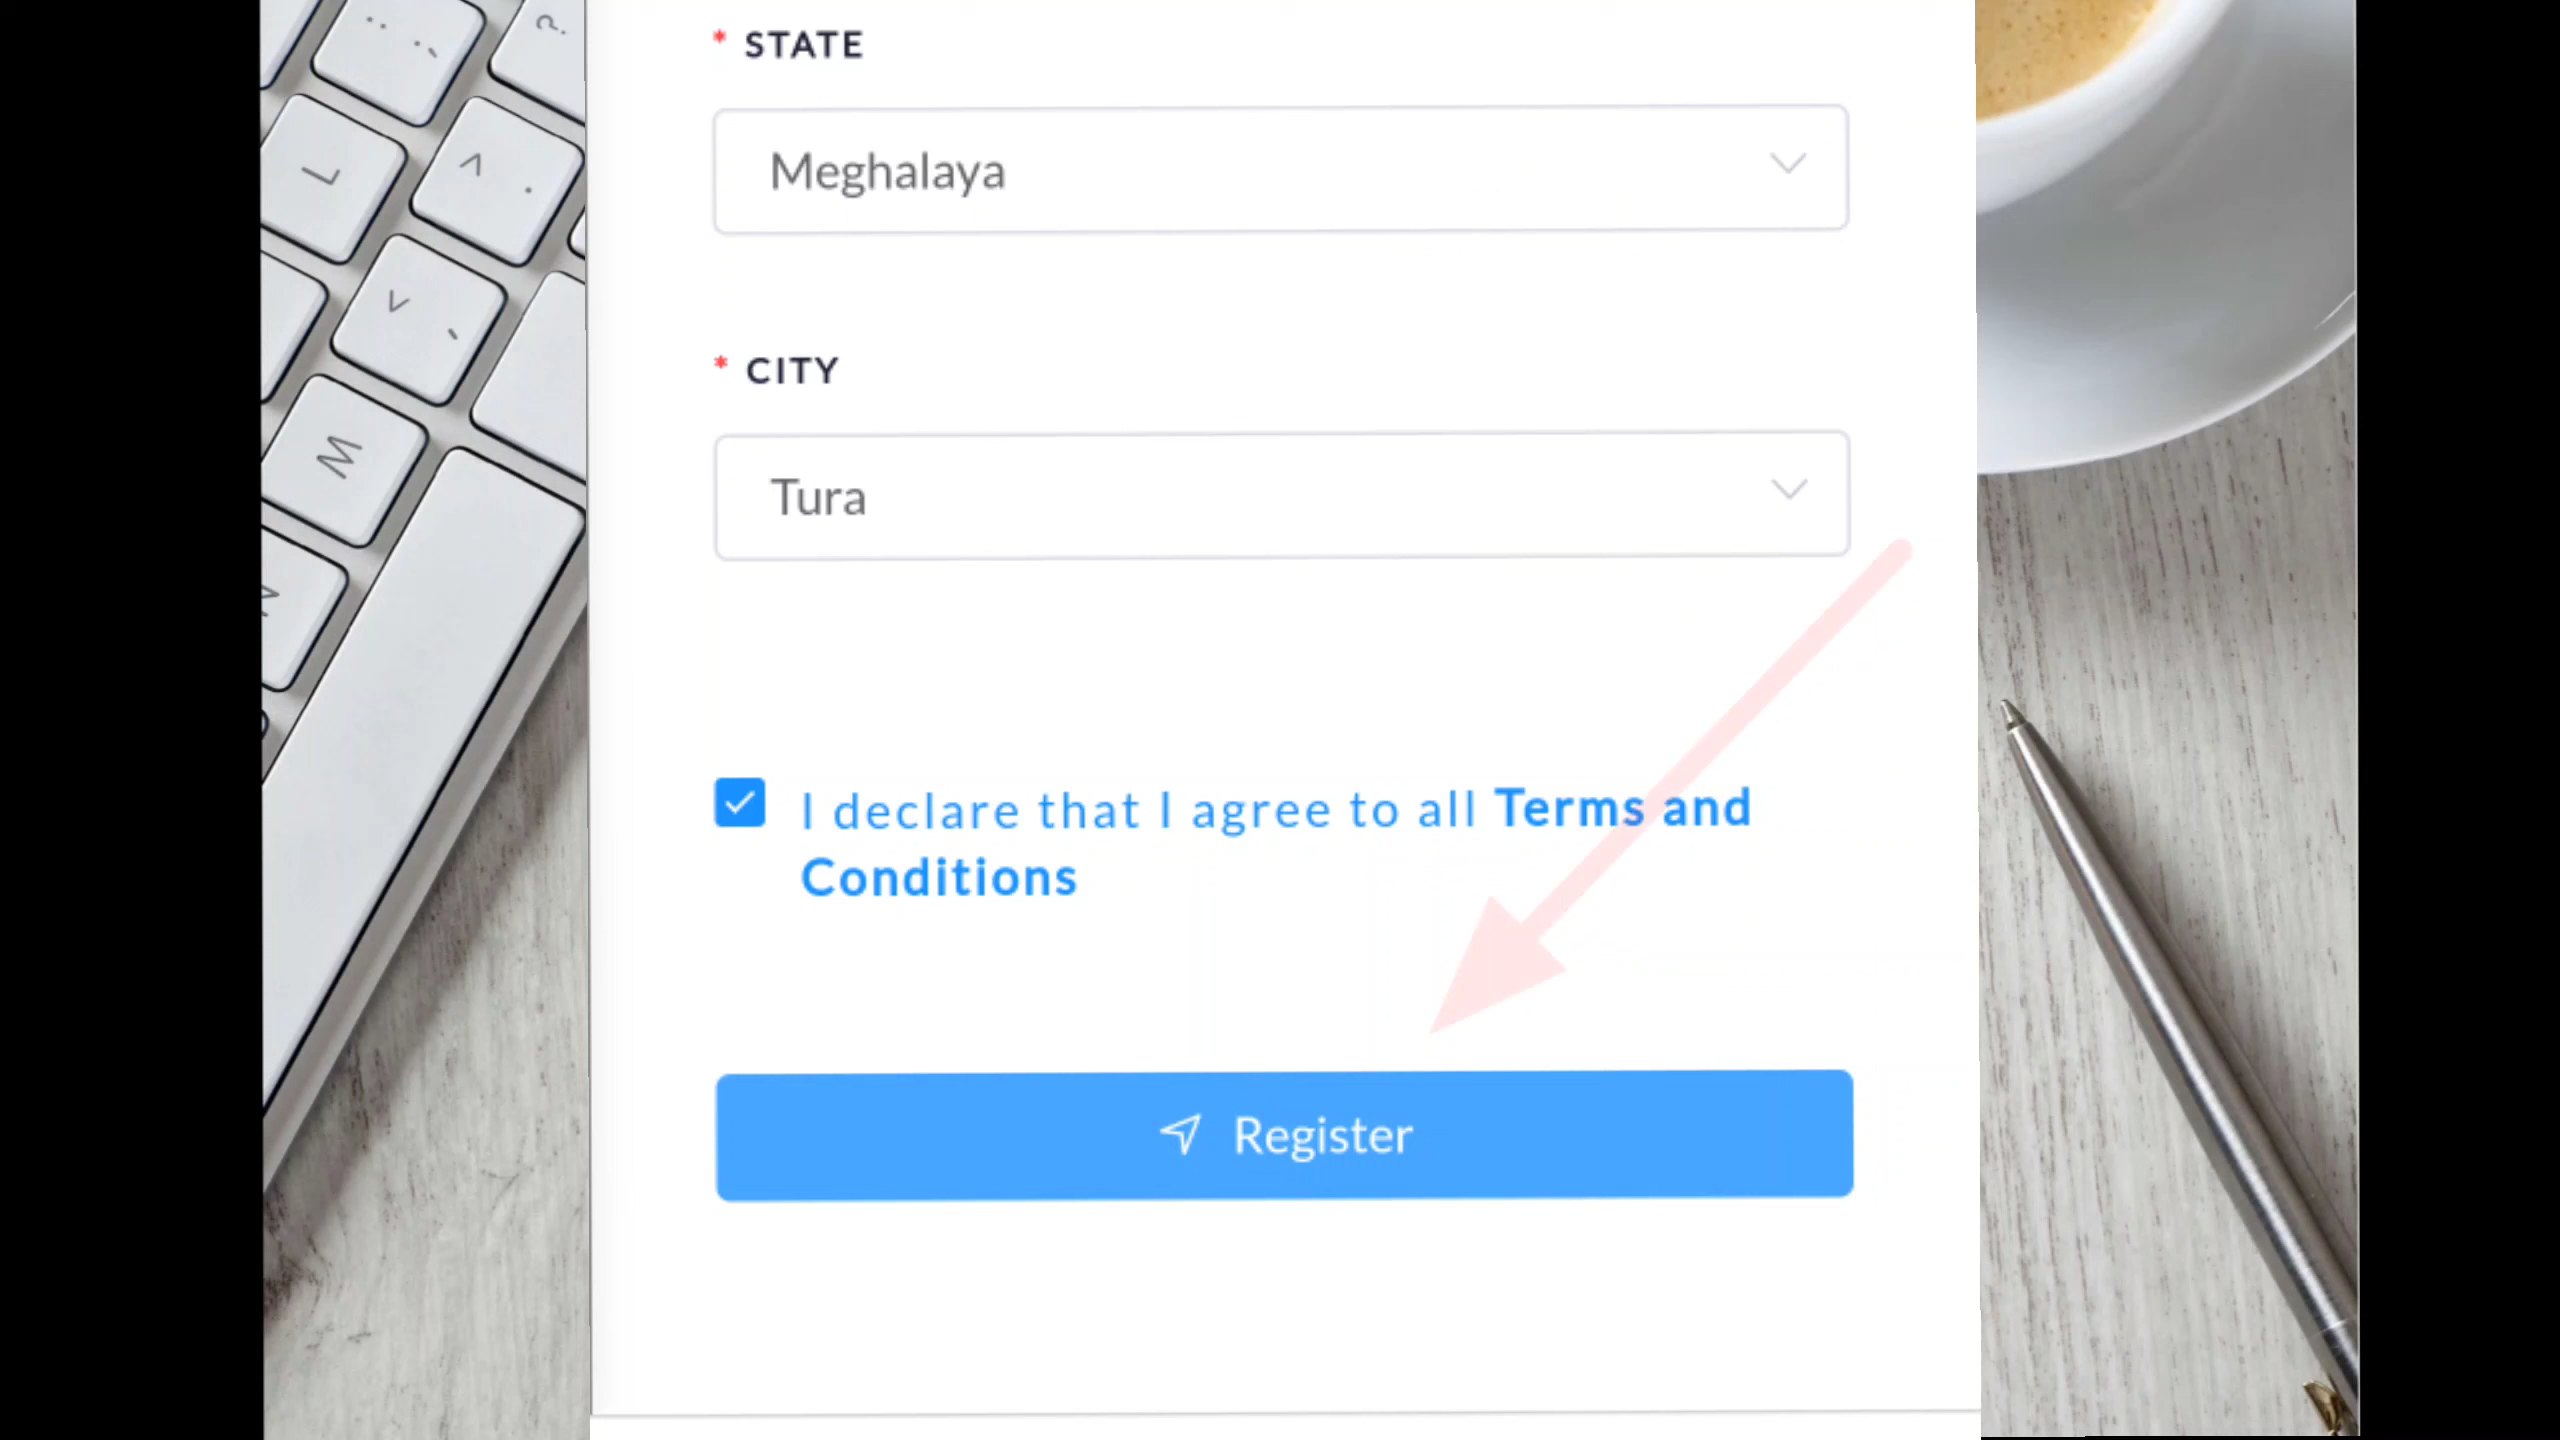 * STATE
Meghalaya
* CITY
Tura
I declare that I agree to all Terms and
Conditions
Register
L
M
N